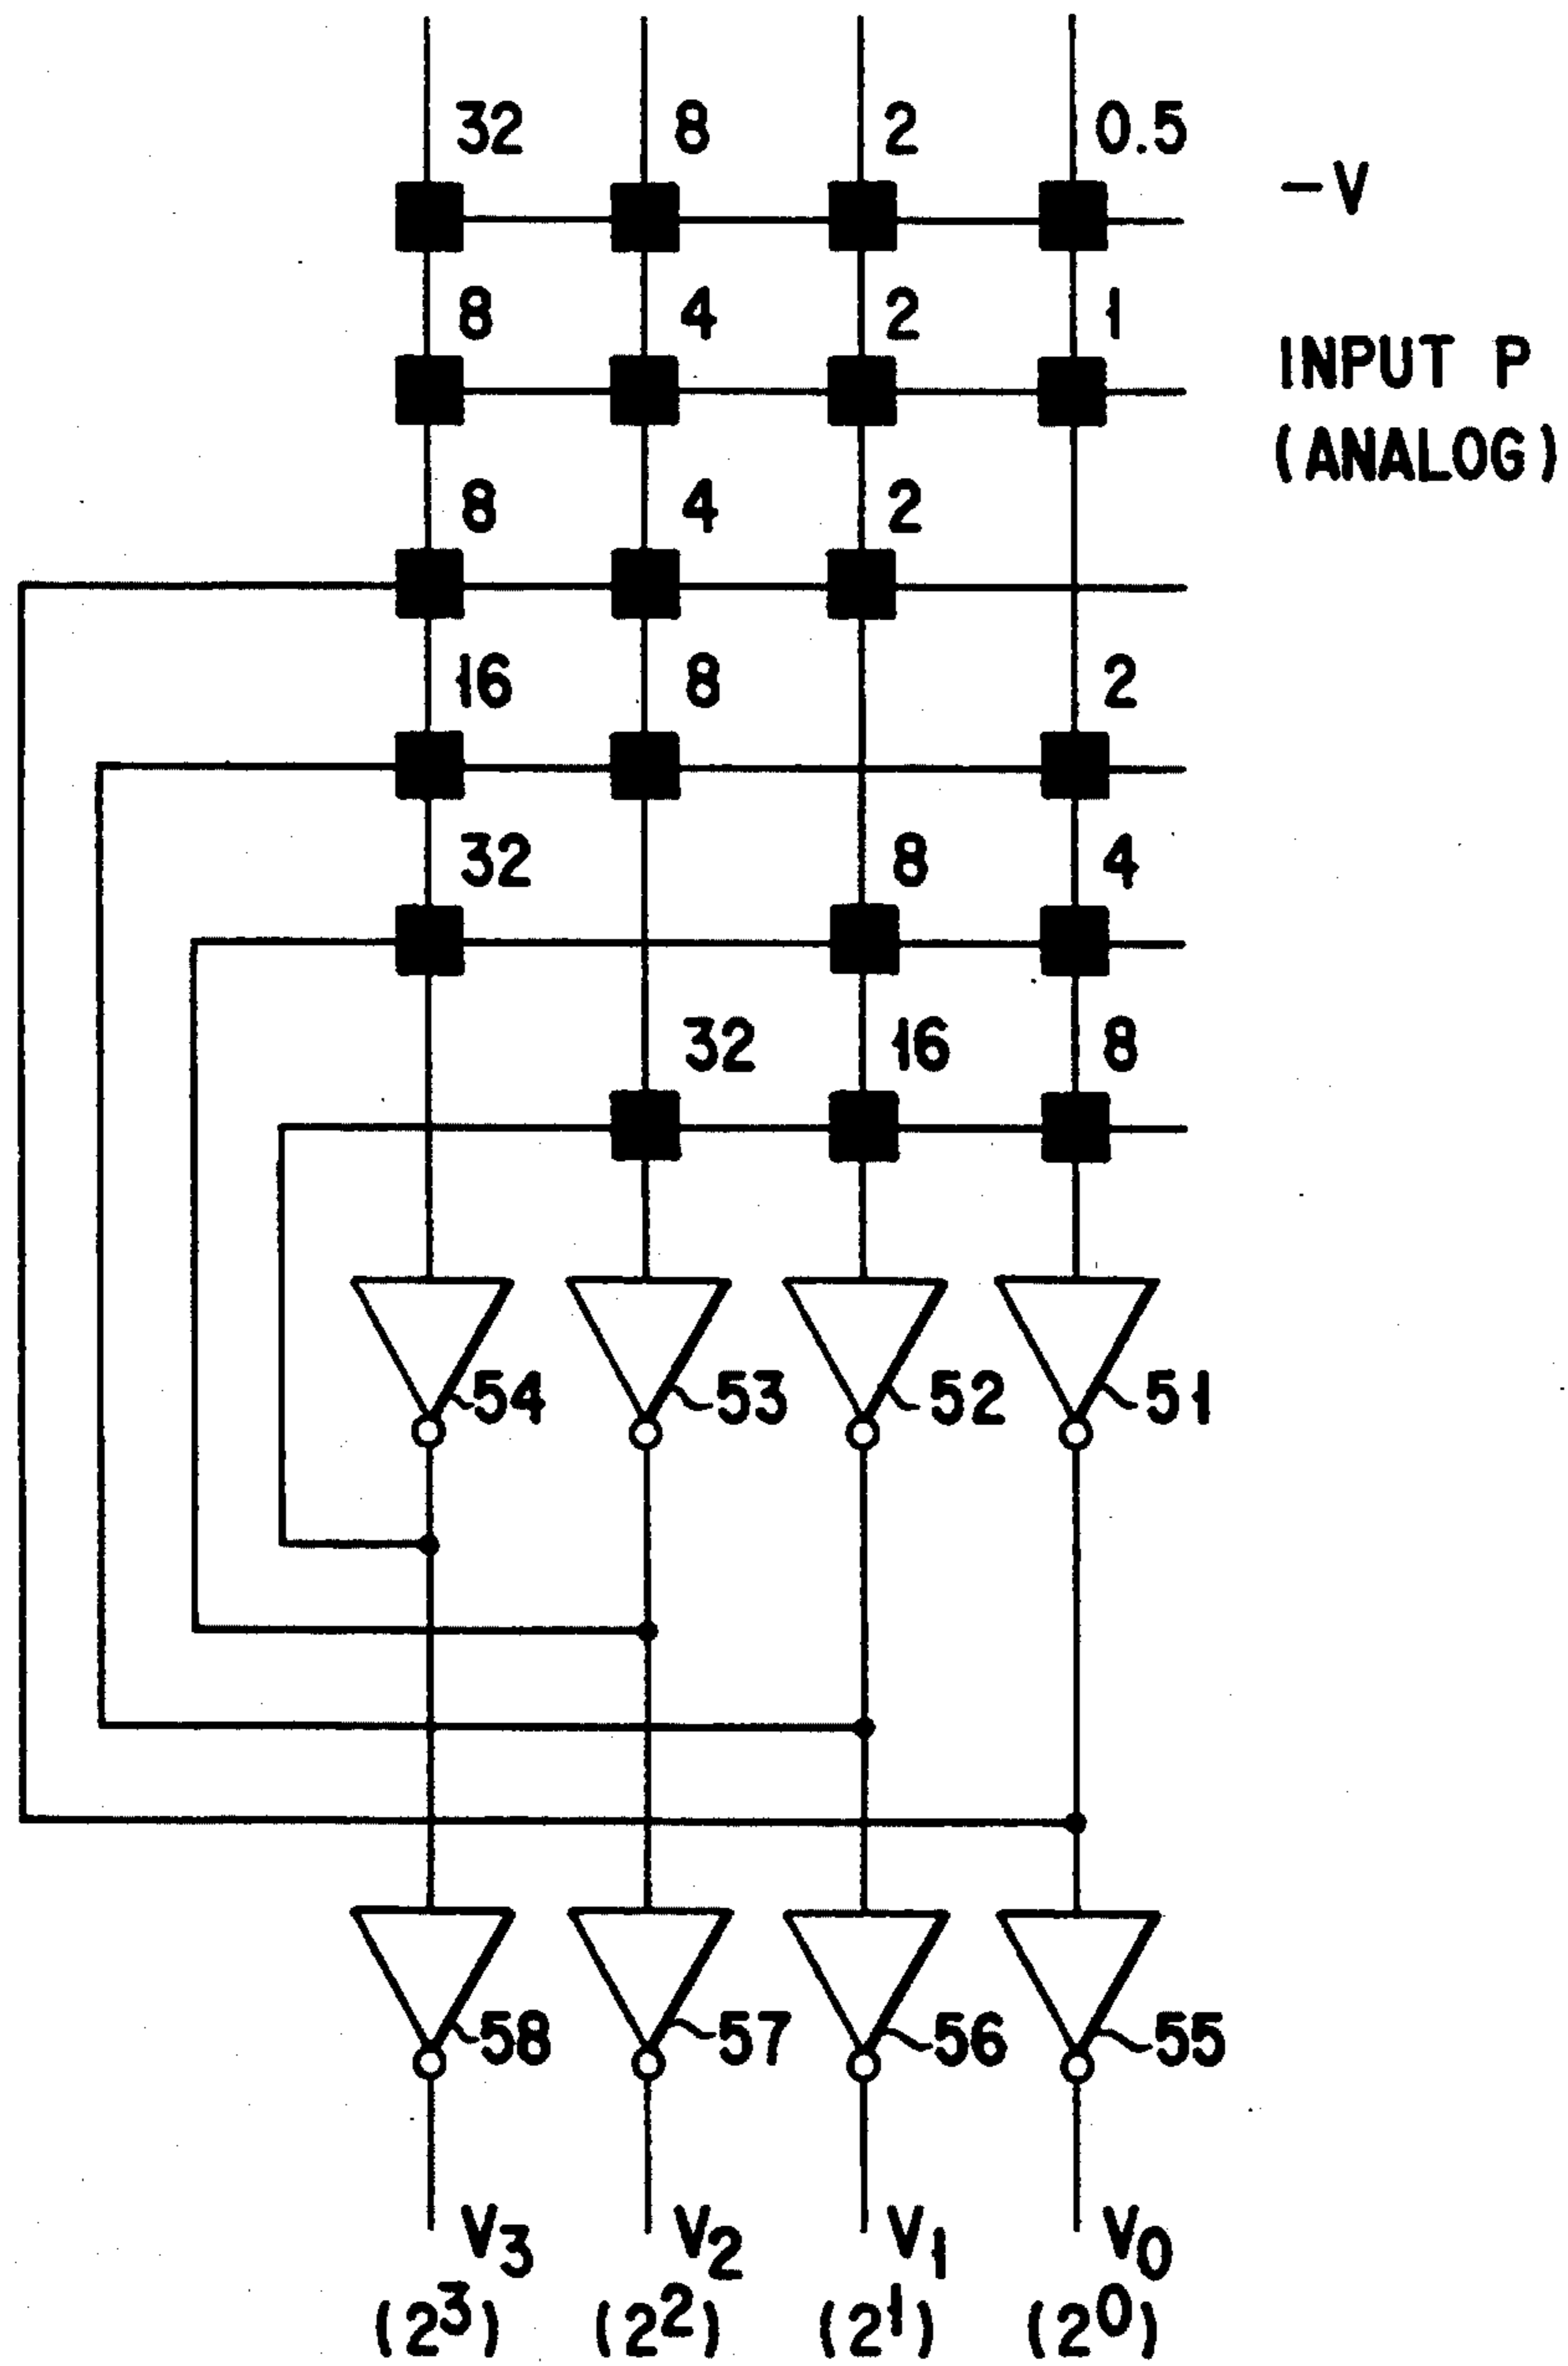 32 8 2 0.5
-V
8 4 2 1
INPUT P
(ANALOG)
8 4 2
16 8 2
32 8 4
32 16 8
54 53 52 51
58 57 56 55
V3 V2 V1 V0
(2³) (2²) (2¹) (2⁰)